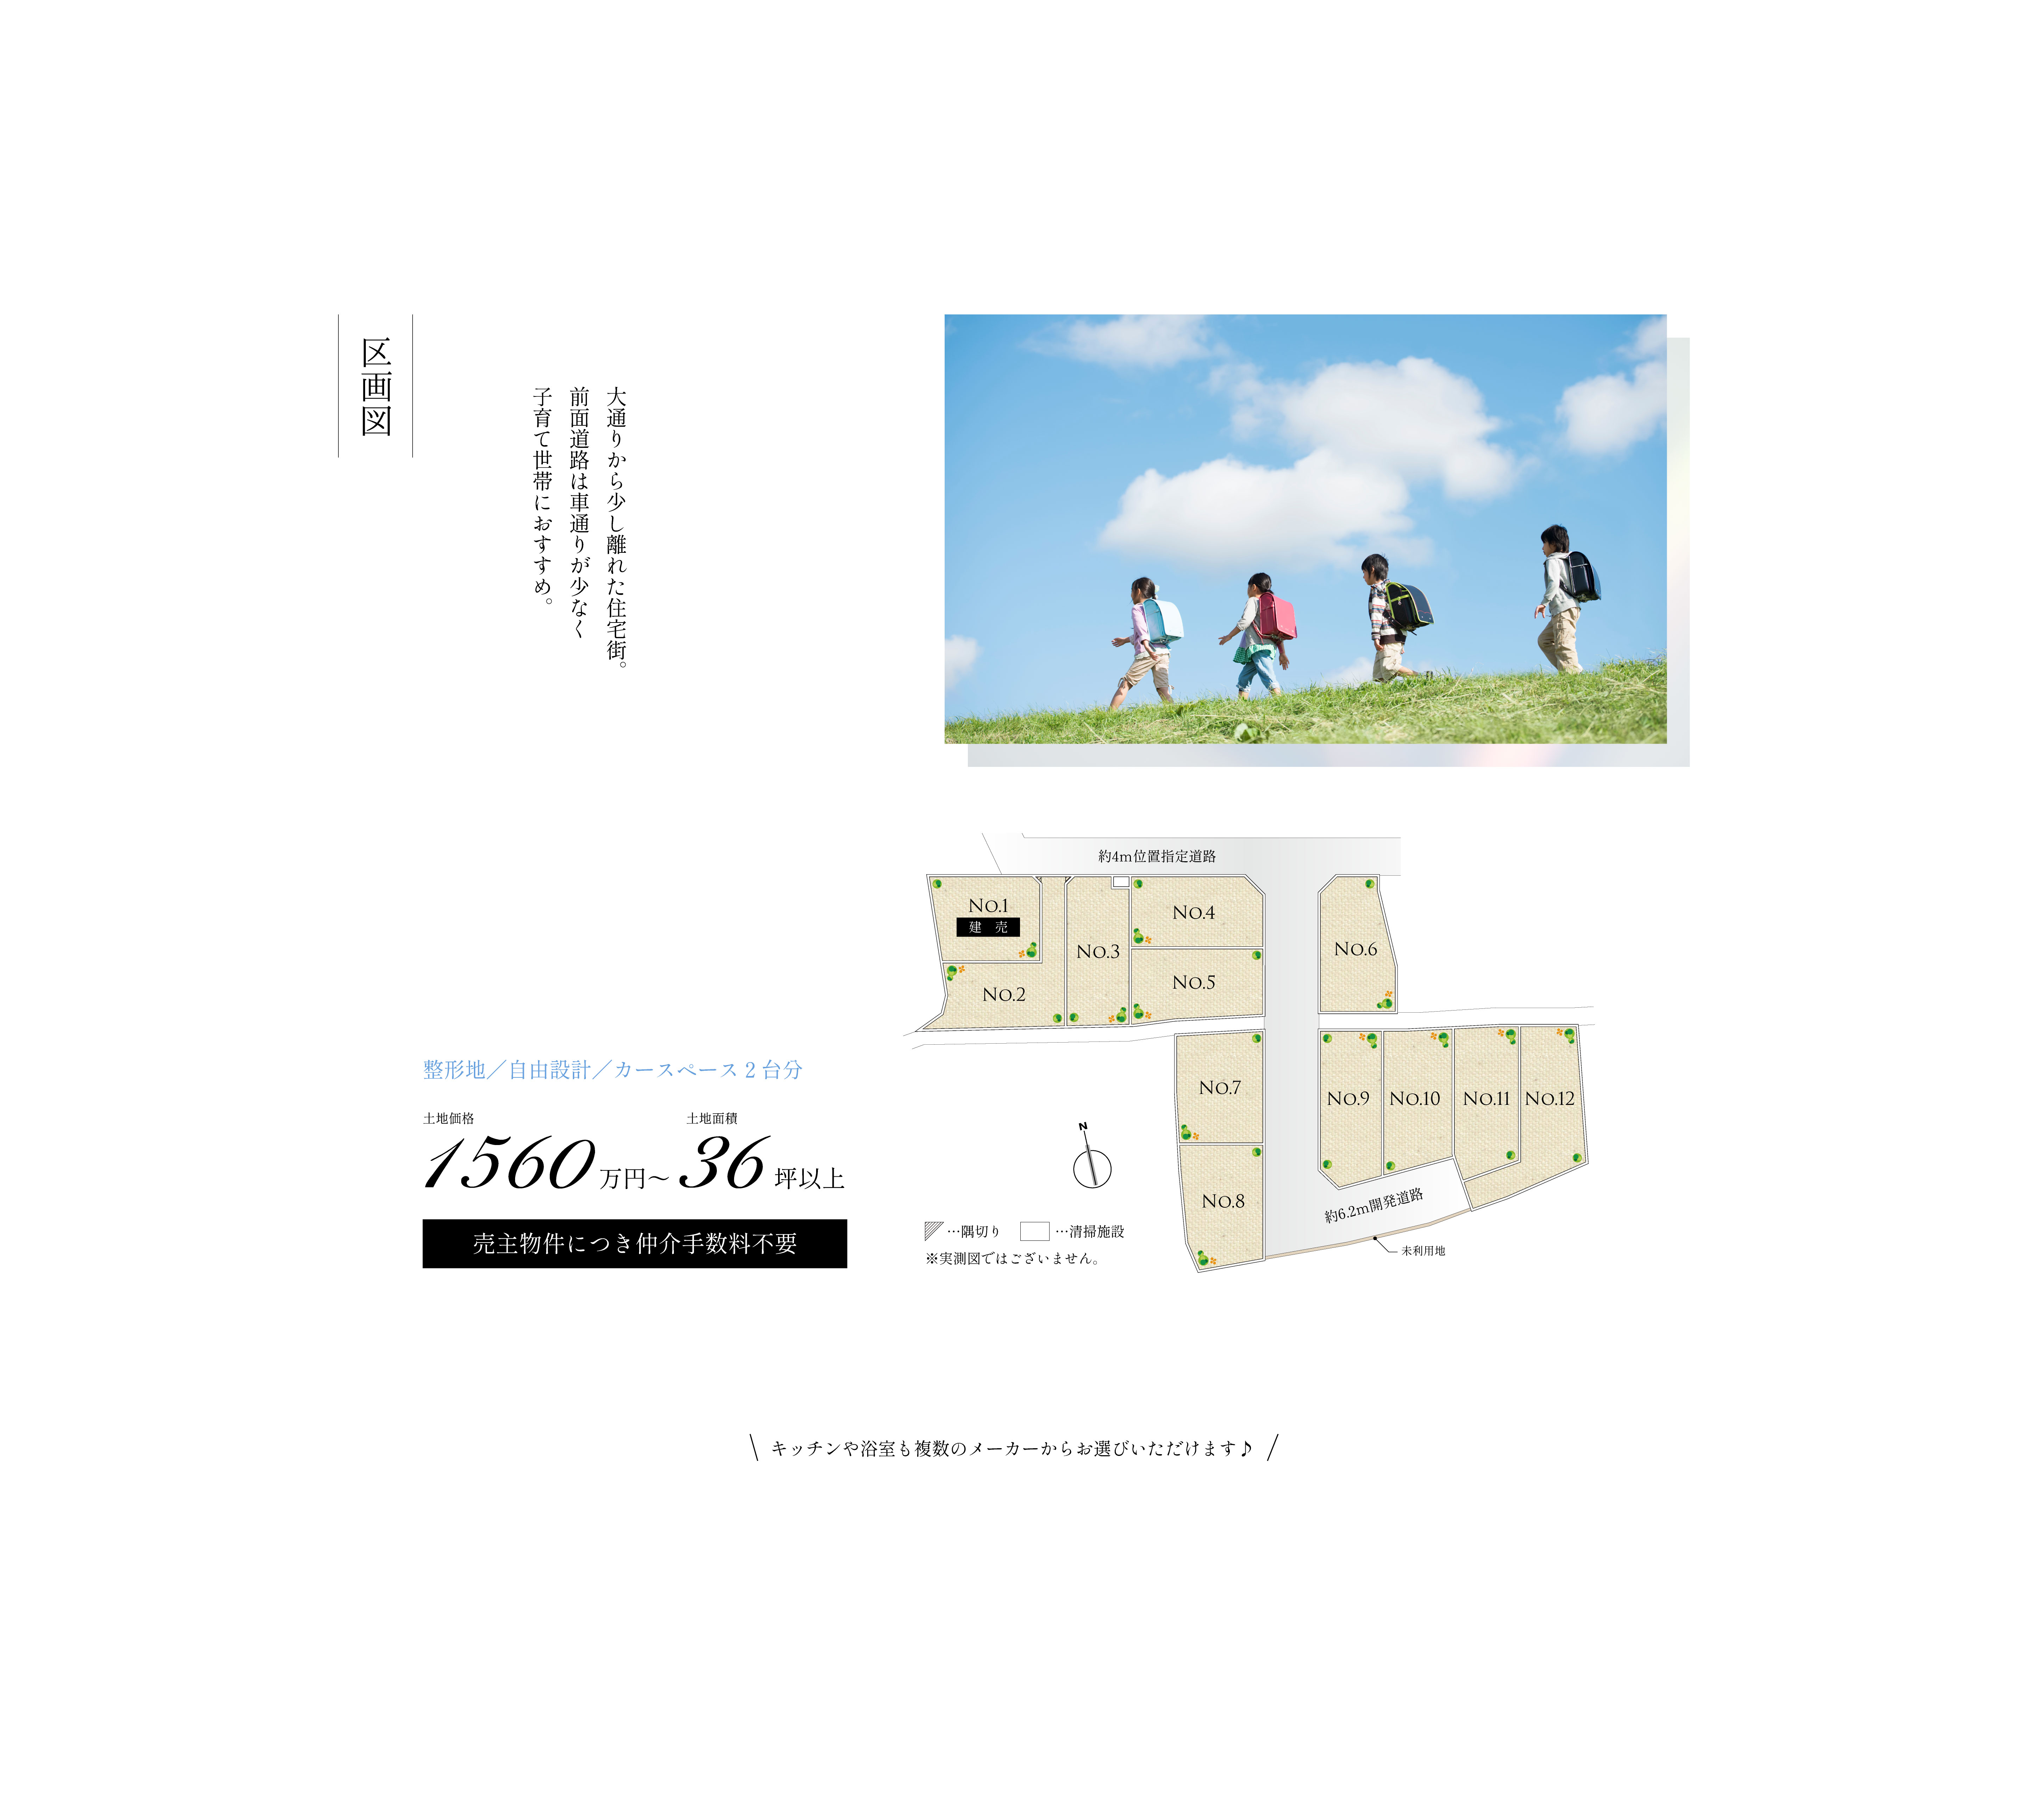 区画図
大通りから少し離れた住宅街。
前面道路は車通りが少なく
子育て世帯におすすめ。
約4m位置指定道路
No.1
建 売
No.2
No.3
No.4
No.5
No.6
No.7
No.8
No.9
No.10
No.11
No.12
約6.2m開発道路
未利用地
N
…隅切り
…清掃施設
※実測図ではございません。
整形地／自由設計／カースペース2台分
土地価格
1560万円〜
土地面積
36坪以上
売主物件につき仲介手数料不要
\ キッチンや浴室も複数のメーカーからお選びいただけます♪ /